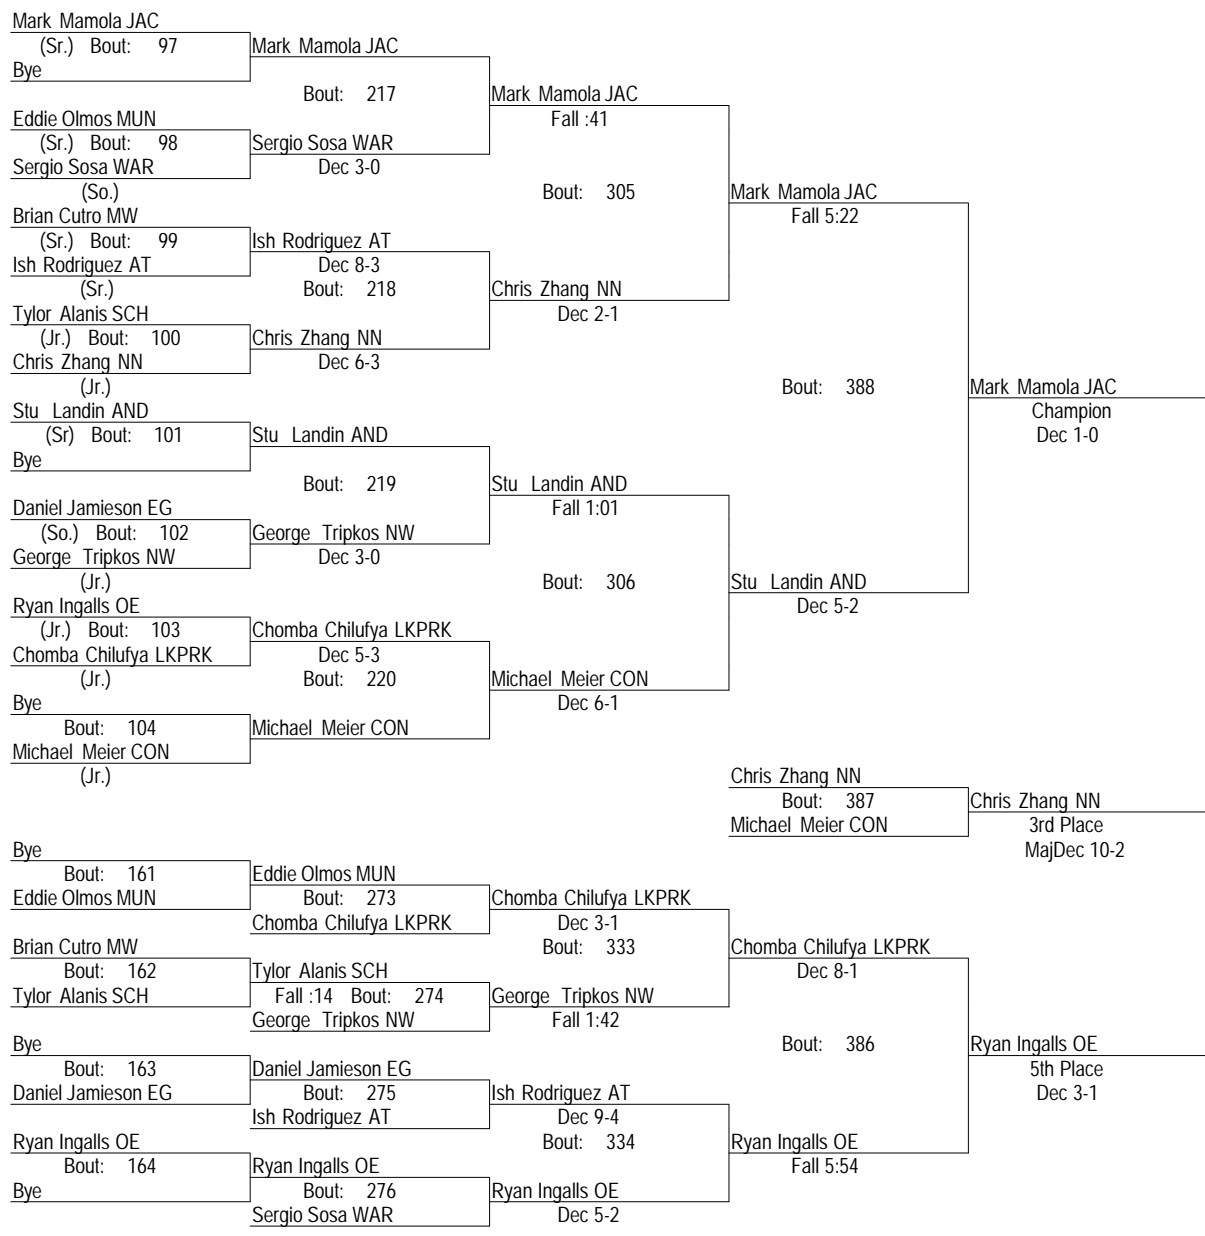 Mark Mamola JAC
(Sr.) Bout: 97
Mark Mamola JAC
Bye
Bout: 217
Mark Mamola JAC
Eddie Olmos MUN
Fall :41
(Sr.) Bout: 98
Sergio Sosa WAR
Sergio Sosa WAR
Dec 3-0
(So.)
Bout: 305
Mark Mamola JAC
Brian Cutro MW
Fall 5:22
(Sr.) Bout: 99
Ish Rodriguez AT
Ish Rodriguez AT
Dec 8-3
(Sr.)
Bout: 218
Chris Zhang NN
Tylor Alanis SCH
Dec 2-1
(Jr.) Bout: 100
Chris Zhang NN
Chris Zhang NN
Dec 6-3
(Jr.)
Bout: 388
Mark Mamola JAC
Stu Landin AND
Champion
(Sr) Bout: 101
Stu Landin AND
Dec 1-0
Bye
Bout: 219
Stu Landin AND
Daniel Jamieson EG
Fall 1:01
(So.) Bout: 102
George Tripkos NW
George Tripkos NW
Dec 3-0
(Jr.)
Bout: 306
Stu Landin AND
Ryan Ingalls OE
Dec 5-2
(Jr.) Bout: 103
Chomba Chilufya LKPRK
Chomba Chilufya LKPRK
Dec 5-3
(Jr.)
Bout: 220
Michael Meier CON
Bye
Dec 6-1
Bout: 104
Michael Meier CON
Michael Meier CON
(Jr.)
Chris Zhang NN
Bout: 387
Chris Zhang NN
Michael Meier CON
3rd Place
MajDec 10-2
Bye
Bout: 161
Eddie Olmos MUN
Eddie Olmos MUN
Bout: 273
Chomba Chilufya LKPRK
Chomba Chilufya LKPRK
Dec 3-1
Brian Cutro MW
Bout: 333
Chomba Chilufya LKPRK
Bout: 162
Tylor Alanis SCH
Dec 8-1
Tylor Alanis SCH
Fall :14 Bout: 274
George Tripkos NW
George Tripkos NW
Fall 1:42
Bye
Bout: 386
Ryan Ingalls OE
Bout: 163
Daniel Jamieson EG
5th Place
Daniel Jamieson EG
Bout: 275
Ish Rodriguez AT
Dec 3-1
Ish Rodriguez AT
Dec 9-4
Ryan Ingalls OE
Bout: 334
Ryan Ingalls OE
Bout: 164
Ryan Ingalls OE
Fall 5:54
Bye
Bout: 276
Ryan Ingalls OE
Sergio Sosa WAR
Dec 5-2